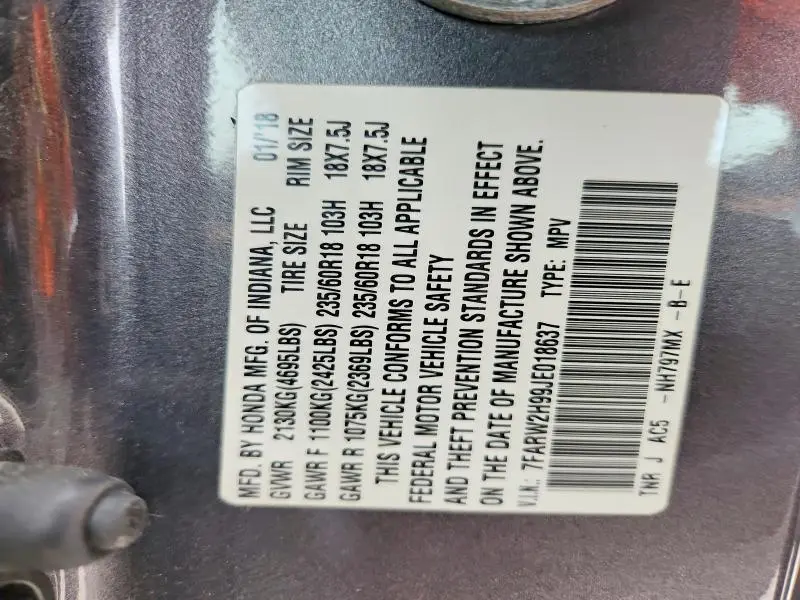 MFD. BY HONDA MFG. OF INDIANA, LLC 01/'18
GVWR 2130KG(4695LBS) TIRE SIZE RIM SIZE
GAWR F 1100KG(2425LBS) 235/60R18 103H 18X7.5J
GAWR R 1075KG(2369LBS) 235/60R18 103H 18X7.5J
THIS VEHICLE CONFORMS TO ALL APPLICABLE
FEDERAL MOTOR VEHICLE SAFETY
AND THEFT PREVENTION STANDARDS IN EFFECT
ON THE DATE OF MANUFACTURE SHOWN ABOVE.
V.I.N.: 7FARW2H99JE018637 TYPE: MPV
TNR J AC5 -NH797MX -B-E